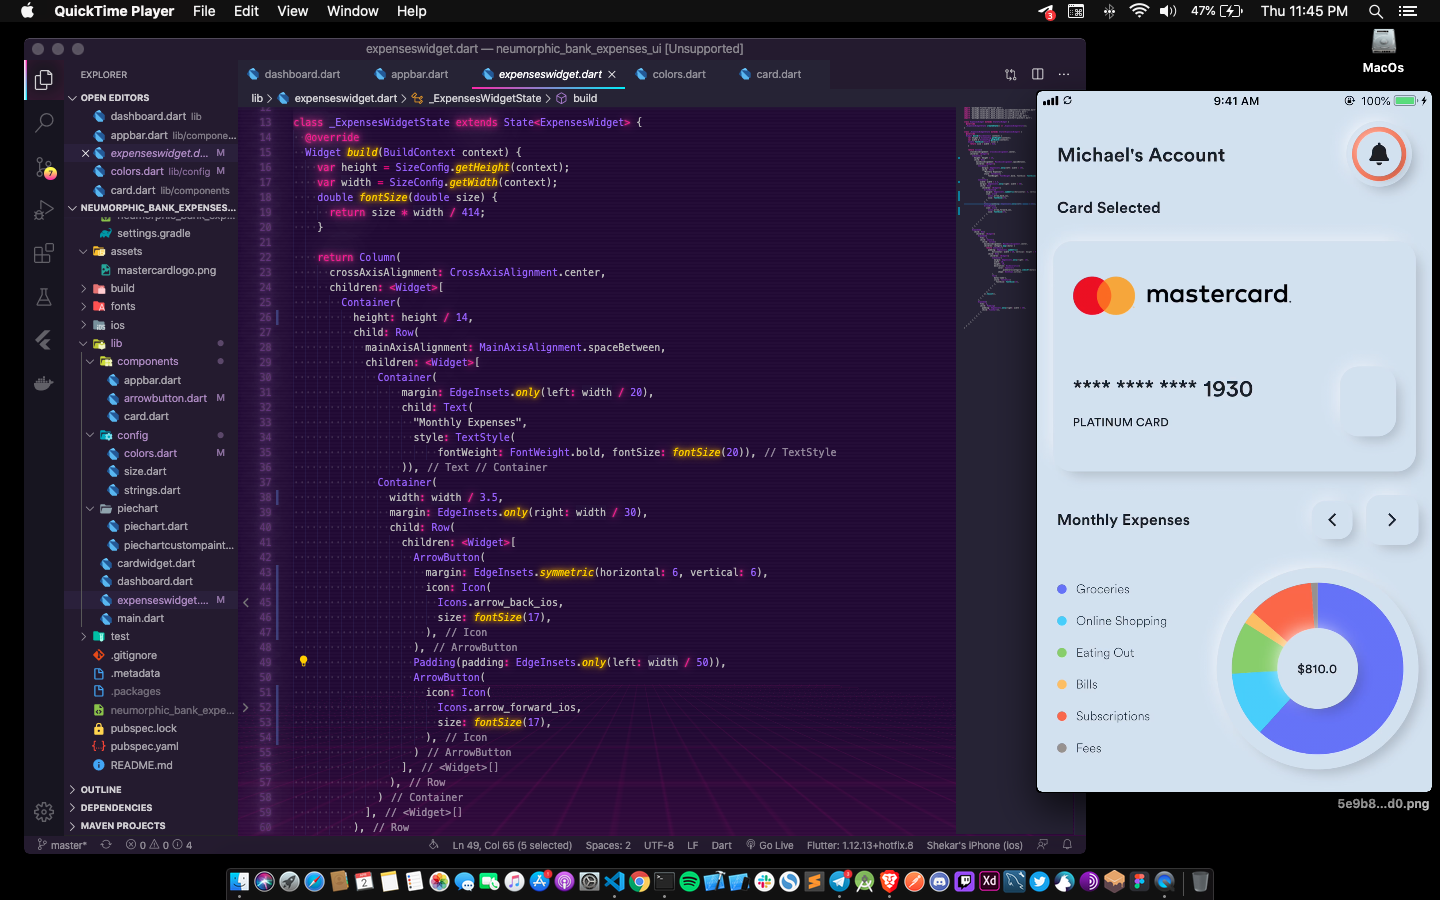 QuickTime Player File Edit View Window Help
3 47% Thu 11:45 PM
MacOs
expenseswidget.dart — neumorphic_bank_expenses_ui [Unsupported]
EXPLORER
OPEN EDITORS
dashboard.dart lib
appbar.dart lib/compone...
expenseswidget.d... M
colors.dart lib/config M
card.dart lib/components
NEUMORPHIC_BANK_EXPENSES...
settings.gradle
assets
mastercardlogo.png
build
fonts
ios
lib
components
appbar.dart
arrowbutton.dart M
card.dart
config
colors.dart M
size.dart
strings.dart
piechart
piechart.dart
piechartcustompaint...
cardwidget.dart
dashboard.dart
expenseswidget.... M
main.dart
test
.gitignore
.metadata
.packages
neumorphic_bank_expe...
pubspec.lock
pubspec.yaml
README.md
OUTLINE
DEPENDENCIES
MAVEN PROJECTS
7
dashboard.dart appbar.dart expenseswidget.dart colors.dart card.dart
lib > expenseswidget.dart > _ExpensesWidgetState > build
13 class _ExpensesWidgetState extends State<ExpensesWidget> {
14 @override
15 Widget build(BuildContext context) {
16 var height = SizeConfig.getHeight(context);
17 var width = SizeConfig.getWidth(context);
18 double fontSize(double size) {
19 return size * width / 414;
20 }
21
22 return Column(
23 crossAxisAlignment: CrossAxisAlignment.center,
24 children: <Widget>[
25 Container(
26 height: height / 14,
27 child: Row(
28 mainAxisAlignment: MainAxisAlignment.spaceBetween,
29 children: <Widget>[
30 Container(
31 margin: EdgeInsets.only(left: width / 20),
32 child: Text(
33 "Monthly Expenses",
34 style: TextStyle(
35 fontWeight: FontWeight.bold, fontSize: fontSize(20)), // TextStyle
36 )), // Text // Container
37 Container(
38 width: width / 3.5,
39 margin: EdgeInsets.only(right: width / 30),
40 child: Row(
41 children: <Widget>[
42 ArrowButton(
43 margin: EdgeInsets.symmetric(horizontal: 6, vertical: 6),
44 icon: Icon(
45 Icons.arrow_back_ios,
46 size: fontSize(17),
47 ), // Icon
48 ), // ArrowButton
49 Padding(padding: EdgeInsets.only(left: width / 50)),
50 ArrowButton(
51 icon: Icon(
52 Icons.arrow_forward_ios,
53 size: fontSize(17),
54 ), // Icon
55 ) // ArrowButton
56 ], // <Widget>[]
57 ), // Row
58 ) // Container
59 ], // <Widget>[]
60 ), // Row
master* 0 0 4 Ln 49, Col 65 (5 selected) Spaces: 2 UTF-8 LF Dart Go Live Flutter: 1.12.13+hotfix.8 Shekar's iPhone (ios)
9:41 AM 100%
Michael's Account
Card Selected
mastercard.
**** **** **** 1930
PLATINUM CARD
Monthly Expenses
Groceries
Online Shopping
Eating Out
Bills
Subscriptions
Fees
$810.0
5e9b8...d0.png
2
Xd